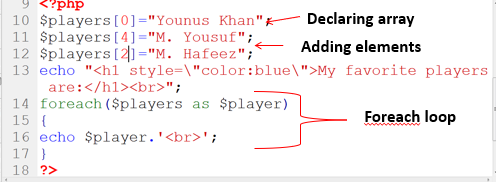 9 <?php
10 $players[0]="Younus Khan"; Declaring array
11 $players[4]="M. Yousuf";
12 $players[2]="M. Hafeez"; Adding elements
13 echo "<h1 style=\"color:blue\">My favorite players
are:</h1><br>";
14 foreach($players as $player)
15 { Foreach loop
16 echo $player.'<br>';
17 }
18 ?>